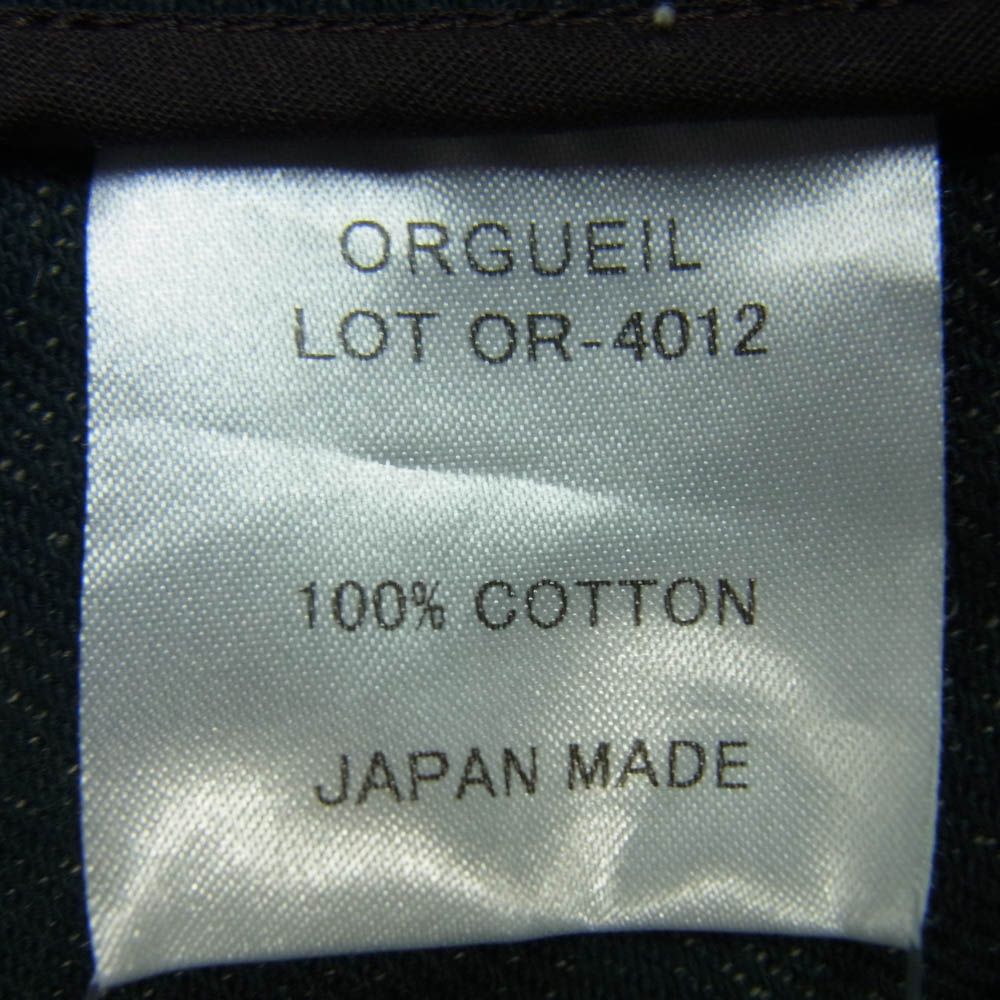 ORGUEIL
LOT OR-4012
100% COTTON
JAPAN MADE